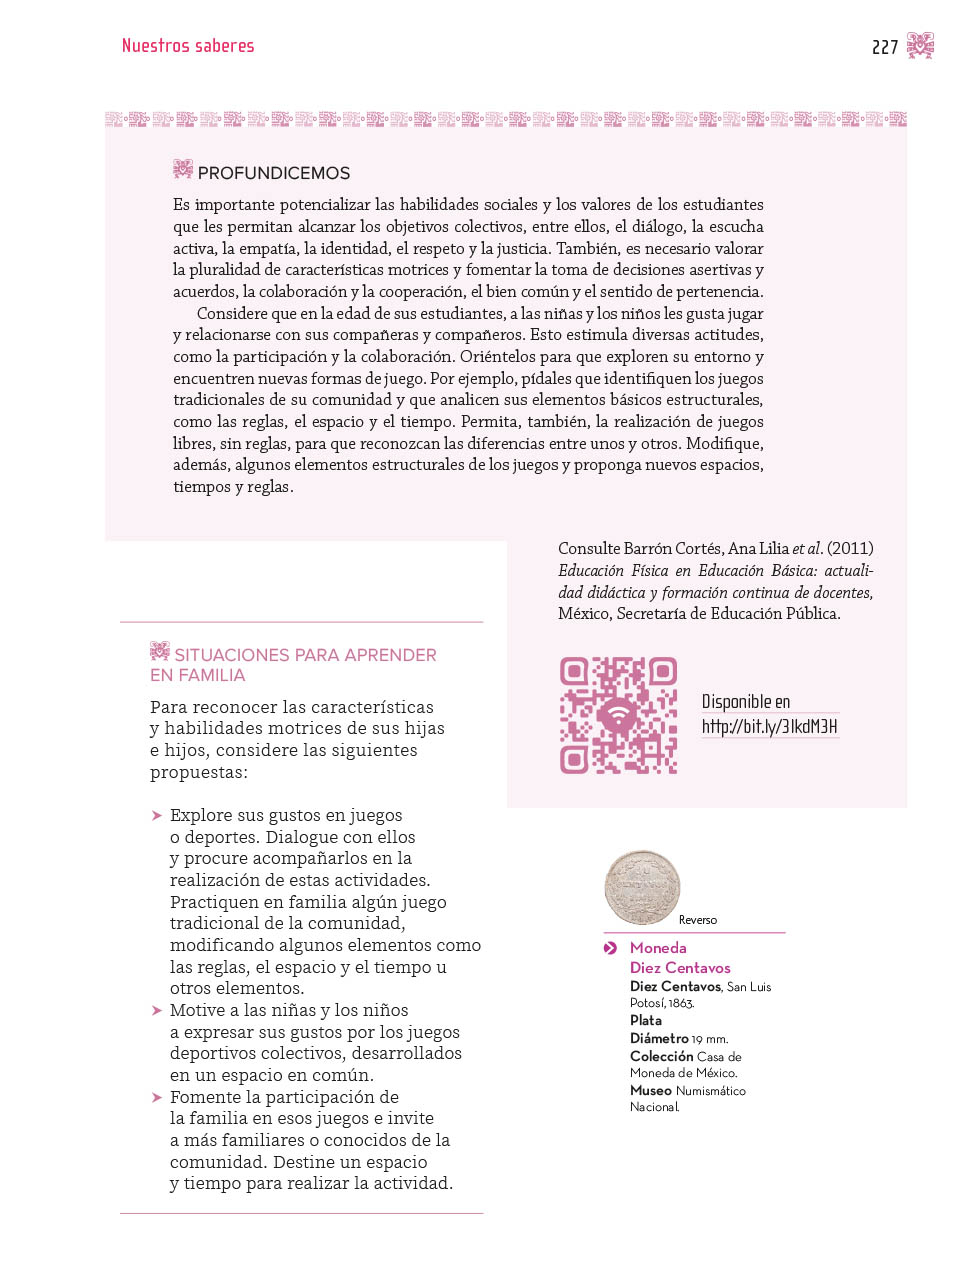 Nuestros saberes
227
PROFUNDICEMOS
Es importante potencializar las habilidades sociales y los valores de los estudiantes
que les permitan alcanzar los objetivos colectivos, entre ellos, el diálogo, la escucha
activa, la empatía, la identidad, el respeto y la justicia. También, es necesario valorar
la pluralidad de características motrices y fomentar la toma de decisiones asertivas y
acuerdos, la colaboración y la cooperación, el bien común y el sentido de pertenencia.
Considere que en la edad de sus estudiantes, a las niñas y los niños les gusta jugar
y relacionarse con sus compañeras y compañeros. Esto estimula diversas actitudes,
como la participación y la colaboración. Oriéntelos para que exploren su entorno y
encuentren nuevas formas de juego. Por ejemplo, pídales que identifiquen los juegos
tradicionales de su comunidad y que analicen sus elementos básicos estructurales,
como las reglas, el espacio y el tiempo. Permita, también, la realización de juegos
libres, sin reglas, para que reconozcan las diferencias entre unos y otros. Modifique,
además, algunos elementos estructurales de los juegos y proponga nuevos espacios,
tiempos y reglas.
Consulte Barrón Cortés, Ana Lilia et al. (2011)
Educación Física en Educación Básica: actuali-
dad didáctica y formación continua de docentes,
México, Secretaría de Educación Pública.
Disponible en
http://bit.ly/3IkdM3H
SITUACIONES PARA APRENDER
EN FAMILIA
Para reconocer las características
y habilidades motrices de sus hijas
e hijos, considere las siguientes
propuestas:
Explore sus gustos en juegos
o deportes. Dialogue con ellos
y procure acompañarlos en la
realización de estas actividades.
Practiquen en familia algún juego
tradicional de la comunidad,
modificando algunos elementos como
las reglas, el espacio y el tiempo u
otros elementos.
Motive a las niñas y los niños
a expresar sus gustos por los juegos
deportivos colectivos, desarrollados
en un espacio en común.
Fomente la participación de
la familia en esos juegos e invite
a más familiares o conocidos de la
comunidad. Destine un espacio
y tiempo para realizar la actividad.
10
CENTAVOS
Reverso
Moneda
Diez Centavos
Diez Centavos, San Luis
Potosí, 1863.
Plata
Diámetro 19 mm.
Colección Casa de
Moneda de México.
Museo Numismático
Nacional.